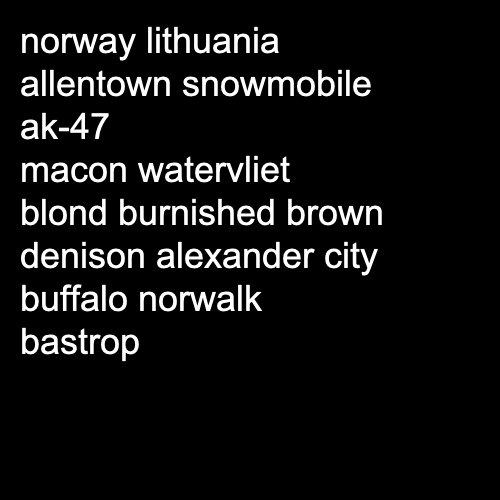 norway lithuania
allentown snowmobile
ak-47
macon watervliet
blond burnished brown
denison alexander city
buffalo norwalk
bastrop